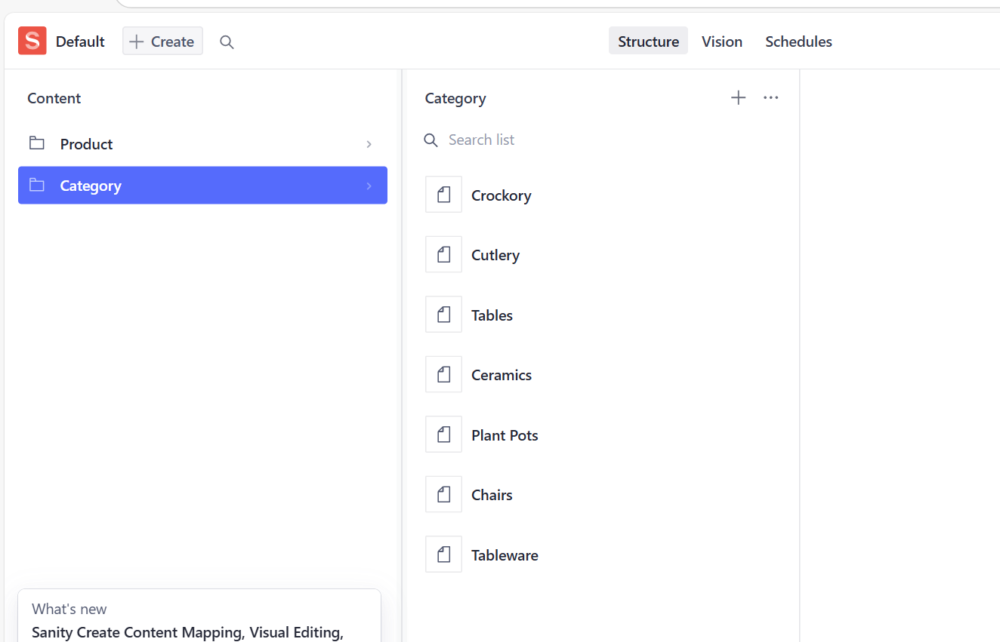 S Default + Create Structure Vision Schedules
Content
Product
Category
Category
Search list
Crockory
Cutlery
Tables
Ceramics
Plant Pots
Chairs
Tableware
What's new
Sanity Create Content Mapping, Visual Editing,